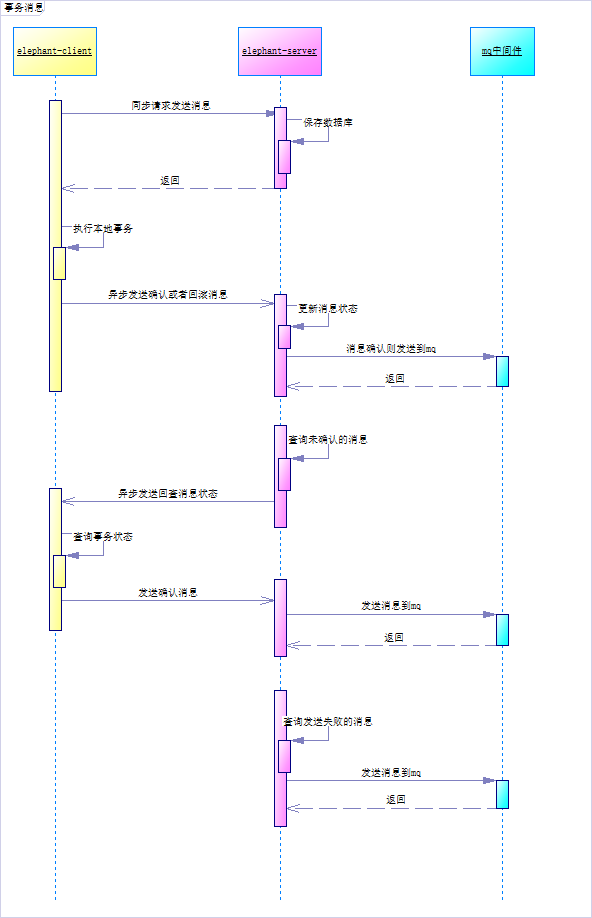 事务消息
elephant-client
elephant-server
mq中间件
同步请求发送消息
保存数据库
返回
执行本地事务
异步发送确认或者回滚消息
更新消息状态
消息确认则发送到mq
返回
查询未确认的消息
异步发送回查消息状态
查询事务状态
发送确认消息
发送消息到mq
返回
查询发送失败的消息
发送消息到mq
返回